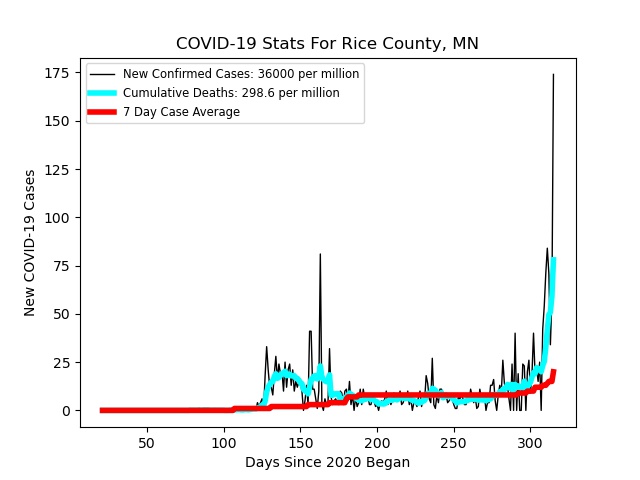 COVID-19 Stats For Rice County, MN
New Confirmed Cases: 36000 per million
Cumulative Deaths: 298.6 per million
7 Day Case Average
175
150
125
100
75
50
25
0
New COVID-19 Cases
50 100 150 200 250 300
Days Since 2020 Began